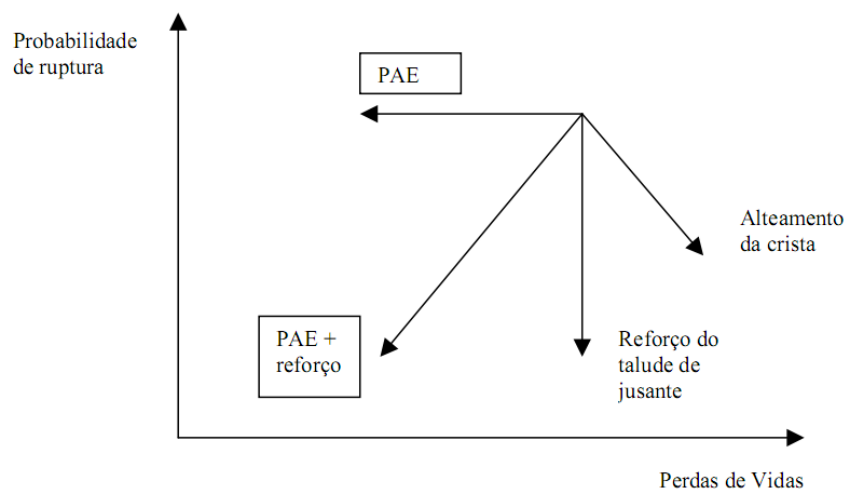 Probabilidade
de ruptura
PAE
Alteamento
da crista
PAE +
reforço
Reforço do
talude de
jusante
Perdas de Vidas